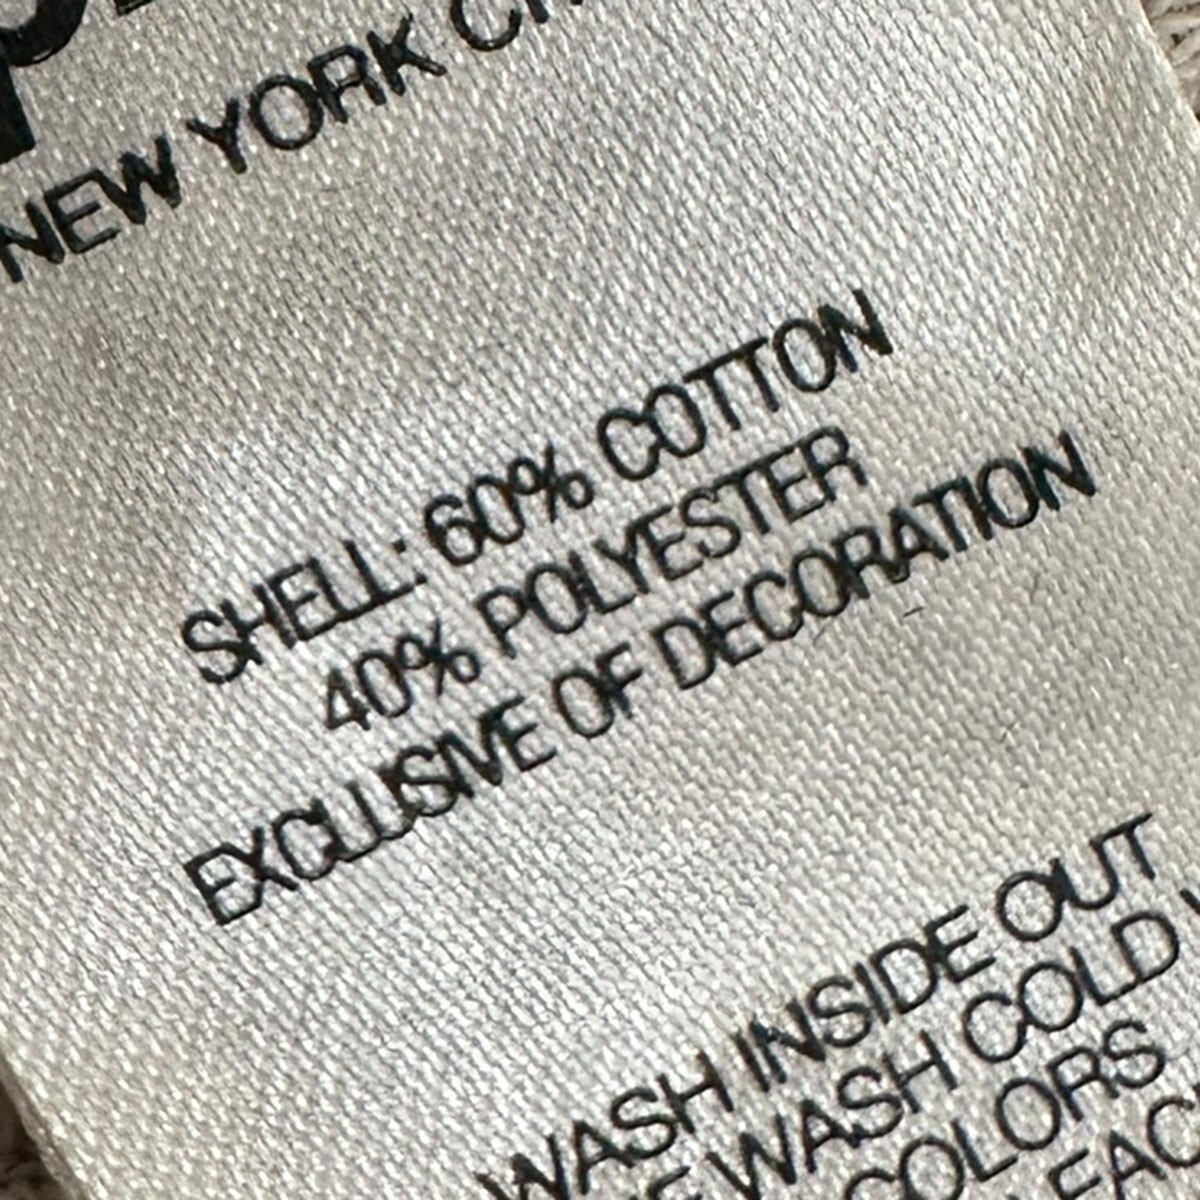 NEW YORK
SHELL: 60% COTTON
40% POLYESTER
EXCLUSIVE OF DECORATION
WASH INSIDE OUT
WASH COLD
COLORS